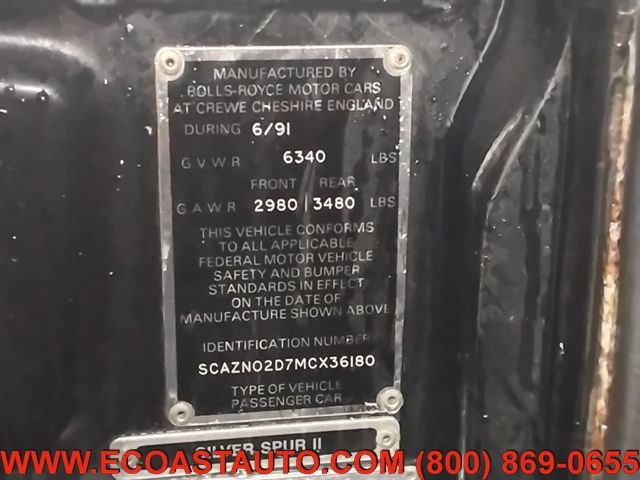 MANUFACTURED BY
ROLLS-ROYCE MOTOR CARS
AT CREWE CHESHIRE ENGLAND
DURING 6/91
G.V.W.R 6340 LBS
FRONT REAR
G.A.W.R 2980 3480 LBS
THIS VEHICLE CONFORMS
TO ALL APPLICABLE
FEDERAL MOTOR VEHICLE
SAFETY AND BUMPER
STANDARDS IN EFFECT
ON THE DATE OF
MANUFACTURE SHOWN ABOVE
IDENTIFICATION NUMBER
SCAZN02D7MCX36180
TYPE OF VEHICLE
PASSENGER CAR
SILVER SPUR II
WWW.ECOASTAUTO.COM (800) 869-0655